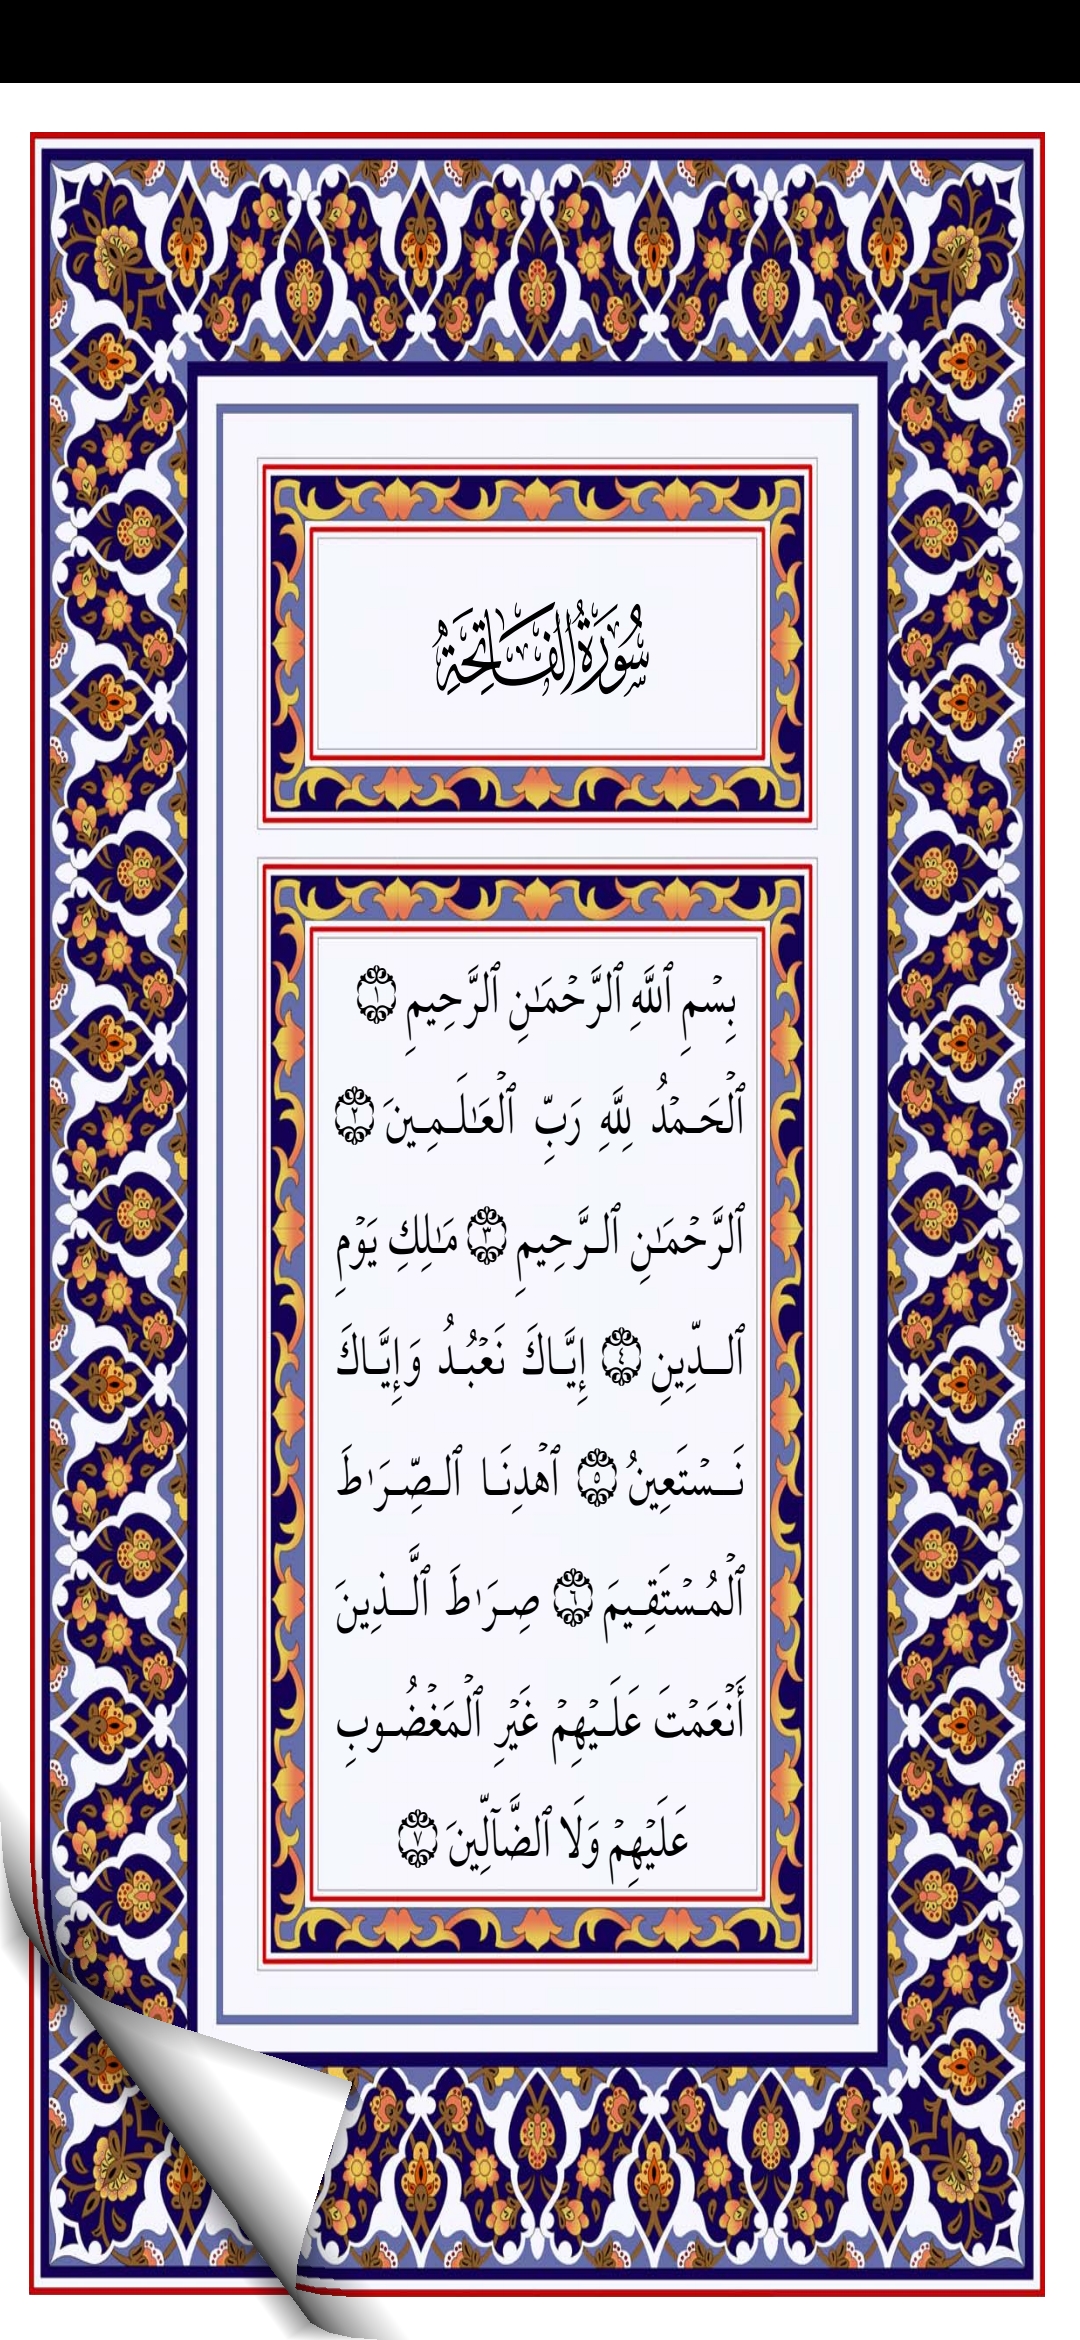 سُورَةُ الفَاتِحَةِ
بِسْمِ ٱللَّهِ ٱلرَّحْمَـٰنِ ٱلرَّحِيمِ ١
ٱلْحَمْدُ لِلَّهِ رَبِّ ٱلْعَـٰلَمِينَ ٢
ٱلرَّحْمَـٰنِ ٱلرَّحِيمِ ٣ مَـٰلِكِ يَوْمِ
ٱلدِّينِ ٤ إِيَّاكَ نَعْبُدُ وَإِيَّاكَ
نَسْتَعِينُ ٥ ٱهْدِنَا ٱلصِّرَٰطَ
ٱلْمُسْتَقِيمَ ٦ صِرَٰطَ ٱلَّذِينَ
أَنْعَمْتَ عَلَيْهِمْ غَيْرِ ٱلْمَغْضُوبِ
عَلَيْهِمْ وَلَا ٱلضَّآلِّينَ ٧